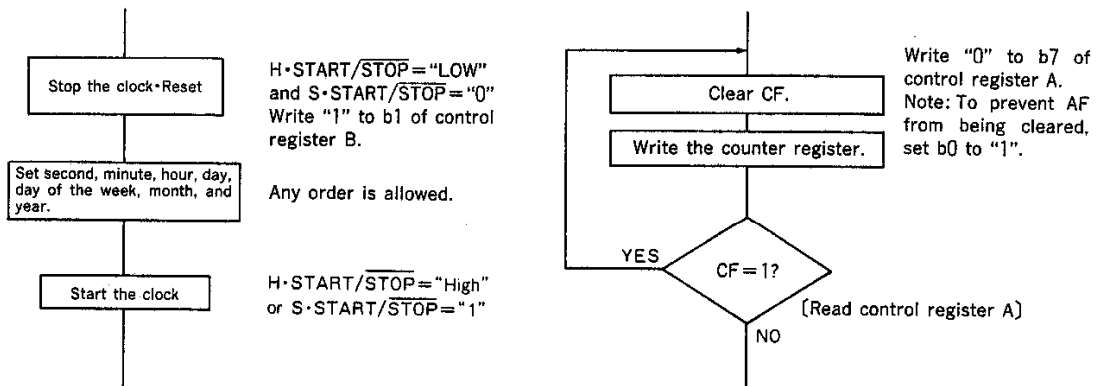 Stop the clock•Reset
H•START/STOP="LOW"
and S•START/STOP="0"
Write "1" to b1 of control
register B.
Set second, minute, hour, day,
day of the week, month, and
year.
Any order is allowed.
Start the clock
H•START/STOP="High"
or S•START/STOP="1"
Clear CF.
Write "0" to b7 of
control register A.
Note: To prevent AF
from being cleared,
set b0 to "1".
Write the counter register.
YES
CF=1?
(Read control register A)
NO